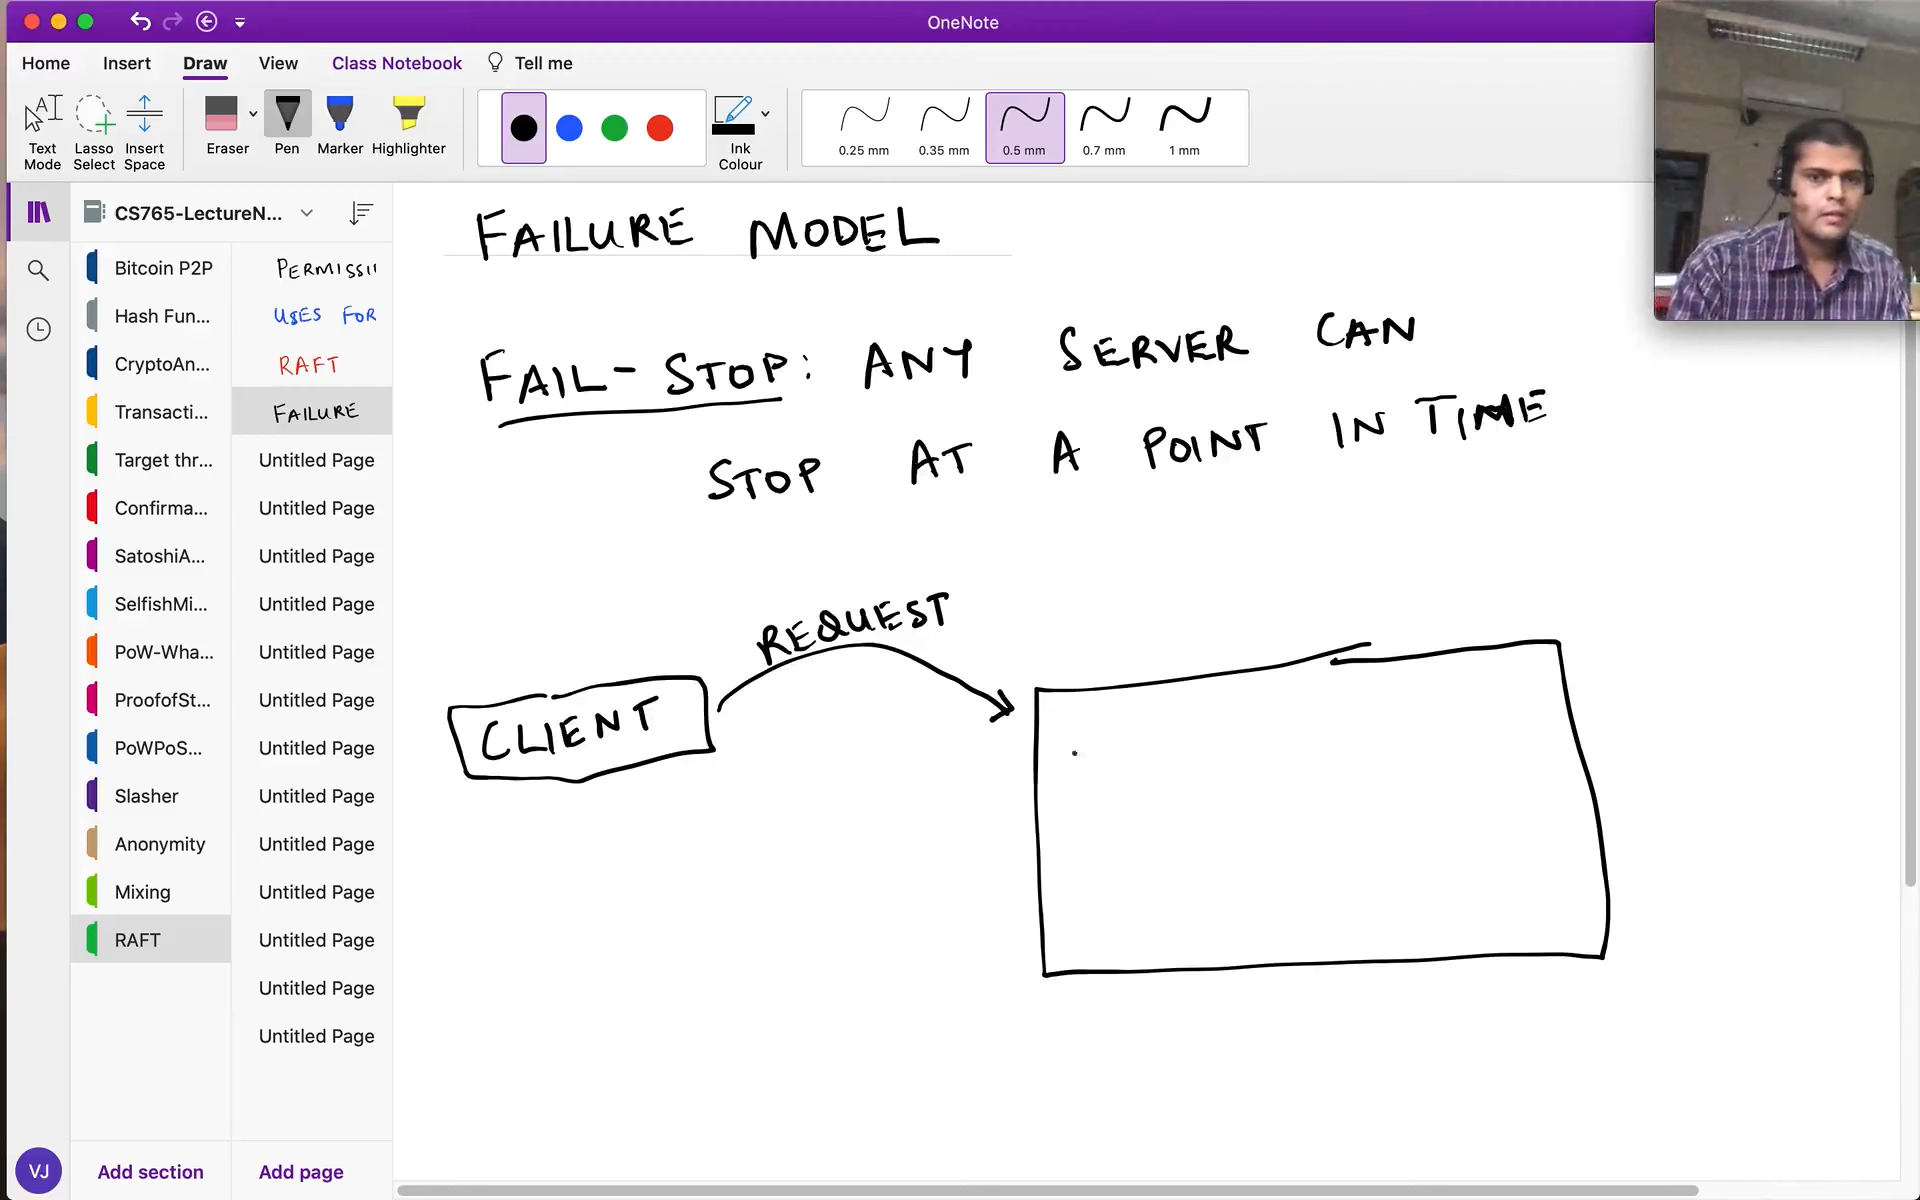 OneNote
Home Insert Draw View Class Notebook Tell me
Text Mode
Lasso Select
Insert Space
Eraser
Pen
Marker
Highlighter
Ink Colour
0.25 mm
0.35 mm
0.5 mm
0.7 mm
1 mm
CS765-LectureN...
Bitcoin P2P
Hash Fun...
CryptoAn...
Transacti...
Target thr...
Confirma...
SatoshiA...
SelfishMi...
PoW-Wha...
ProofofSt...
PoWPoS...
Slasher
Anonymity
Mixing
RAFT
PERMISSI
USES FOR
RAFT
FAILURE
Untitled Page
Untitled Page
Untitled Page
Untitled Page
Untitled Page
Untitled Page
Untitled Page
Untitled Page
Untitled Page
Untitled Page
Untitled Page
Untitled Page
Untitled Page
VJ
Add section
Add page
FAILURE MODEL
FAIL-STOP: ANY SERVER CAN
STOP AT A POINT IN TIME
REQUEST
CLIENT